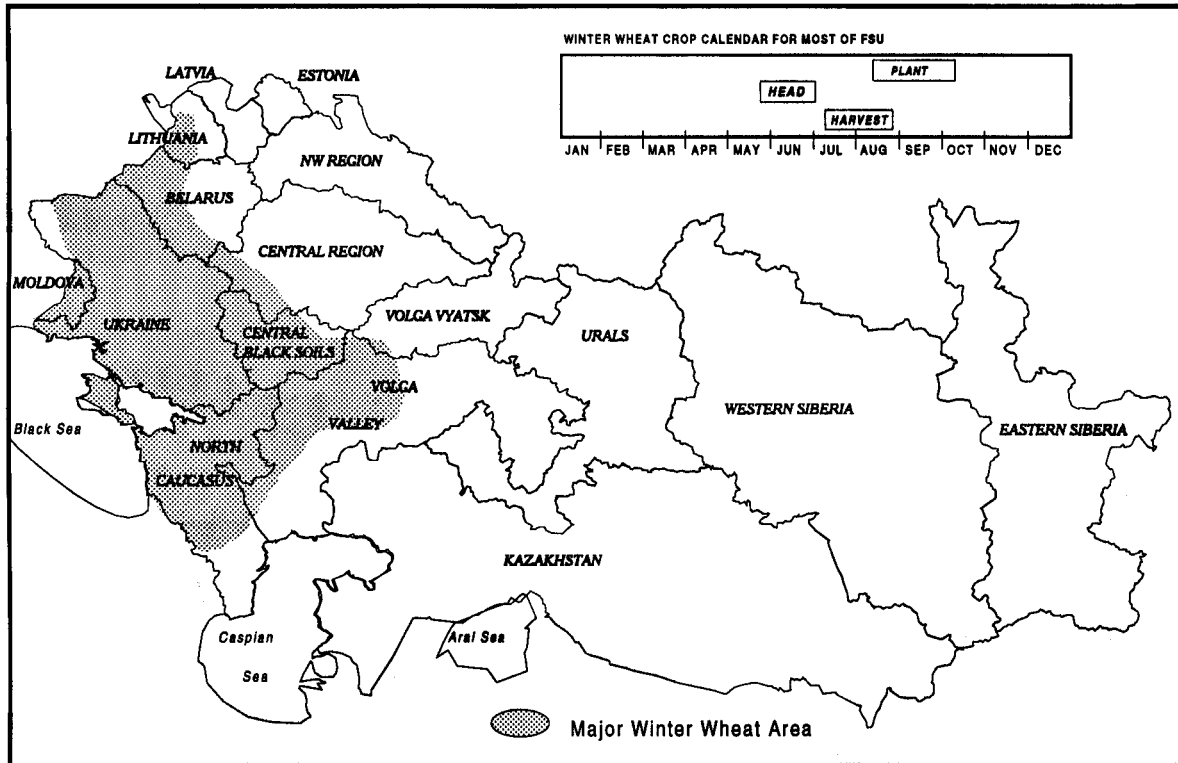 WINTER WHEAT CROP CALENDAR FOR MOST OF FSU
PLANT
HEAD
HARVEST
JAN FEB MAR APR MAY JUN JUL AUG SEP OCT NOV DEC
LATVIA
ESTONIA
LITHUANIA
NW REGION
BELARUS
CENTRAL REGION
MOLDOVA
UKRAINE
CENTRAL
BLACK SOILS
VOLGA VYATSK
URALS
VOLGA
VALLEY
WESTERN SIBERIA
EASTERN SIBERIA
Black Sea
NORTH
CAUCASUS
KAZAKHSTAN
Caspian
Sea
Aral Sea
Major Winter Wheat Area